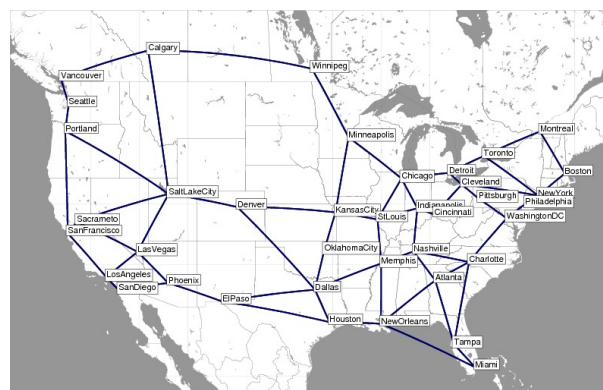 Calgary
Vancouver
Winnipeg
Seattle
Portland
Minneapolis
Montreal
Toronto
Chicago
Detroit
Boston
Cleveland
SaltLakeCity
Pittsburgh
NewYork
Philadelphia
Denver
KansasCity
Indianapolis
StLouis
Cincinnati
WashingtonDC
Sacrameto
SanFrancisco
LasVegas
OklahomaCity
Nashville
Memphis
Charlotte
LosAngeles
SanDiego
Phoenix
Atlanta
Dallas
ElPaso
Houston
NewOrleans
Tampa
Miami